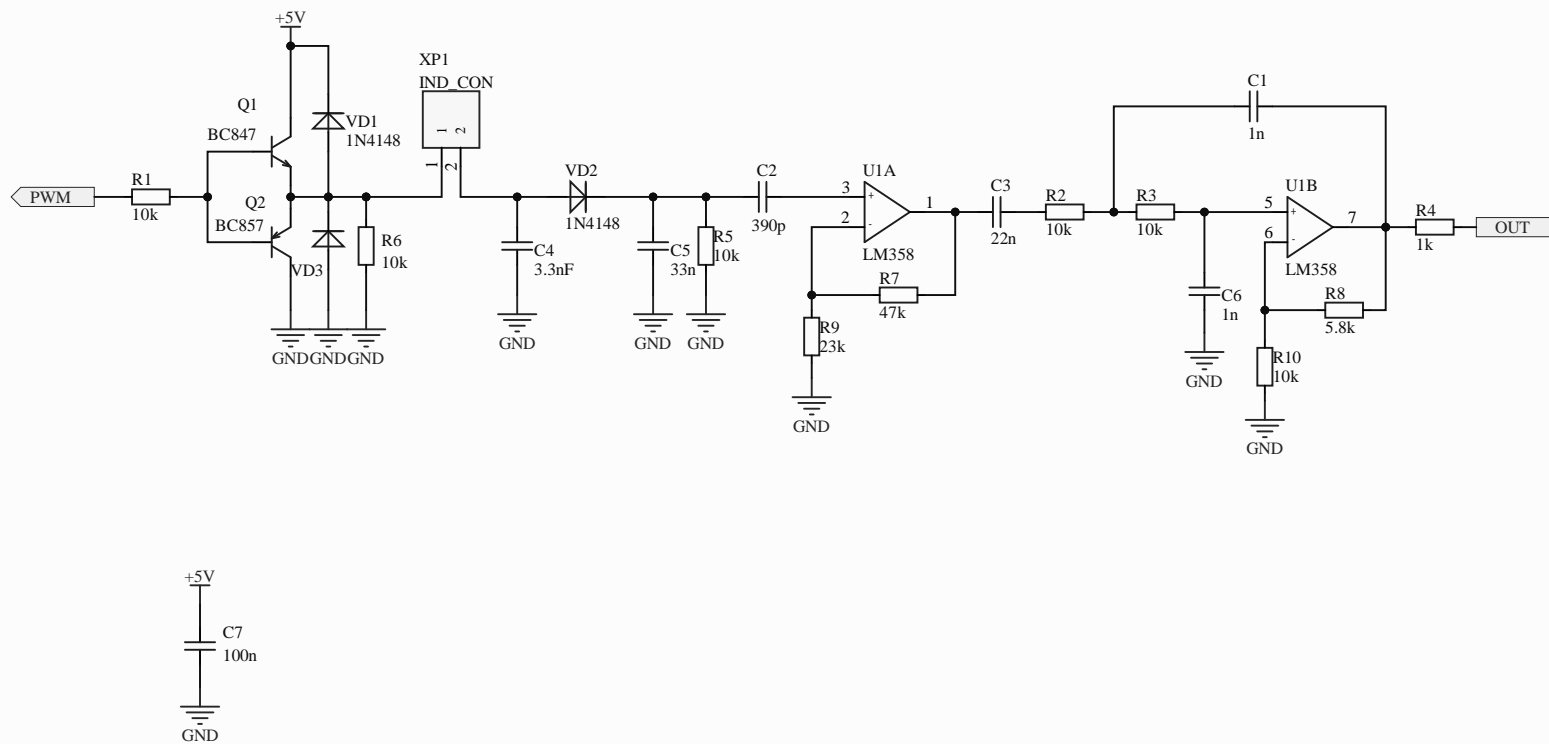 +5V
XP1
IND_CON
1
2
1
2
Q1
BC847
VD1
1N4148
PWM
R1
10k
Q2
BC857
VD3
R6
10k
GND
GND
GND
VD2
1N4148
C4
3.3nF
GND
C5
33n
GND
R5
10k
GND
C2
390p
U1A
3
+
2
-
1
LM358
R7
47k
R9
23k
GND
C3
22n
R2
10k
R3
10k
C1
1n
C6
1n
GND
U1B
5
+
6
-
7
LM358
R8
5.8k
R10
10k
GND
R4
1k
OUT
+5V
C7
100n
GND